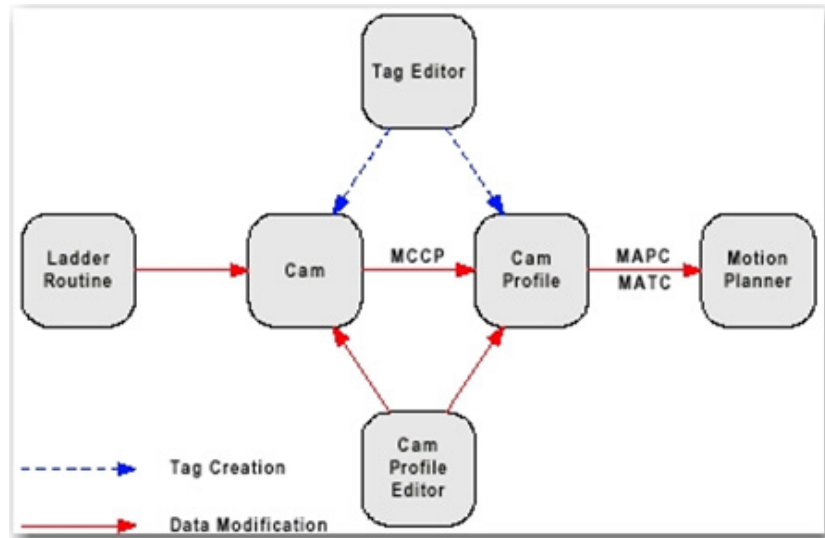 Tag Editor
Ladder
Routine
Cam
MCCP
Cam
Profile
MAPC
MATC
Motion
Planner
Cam
Profile
Editor
Tag Creation
Data Modification